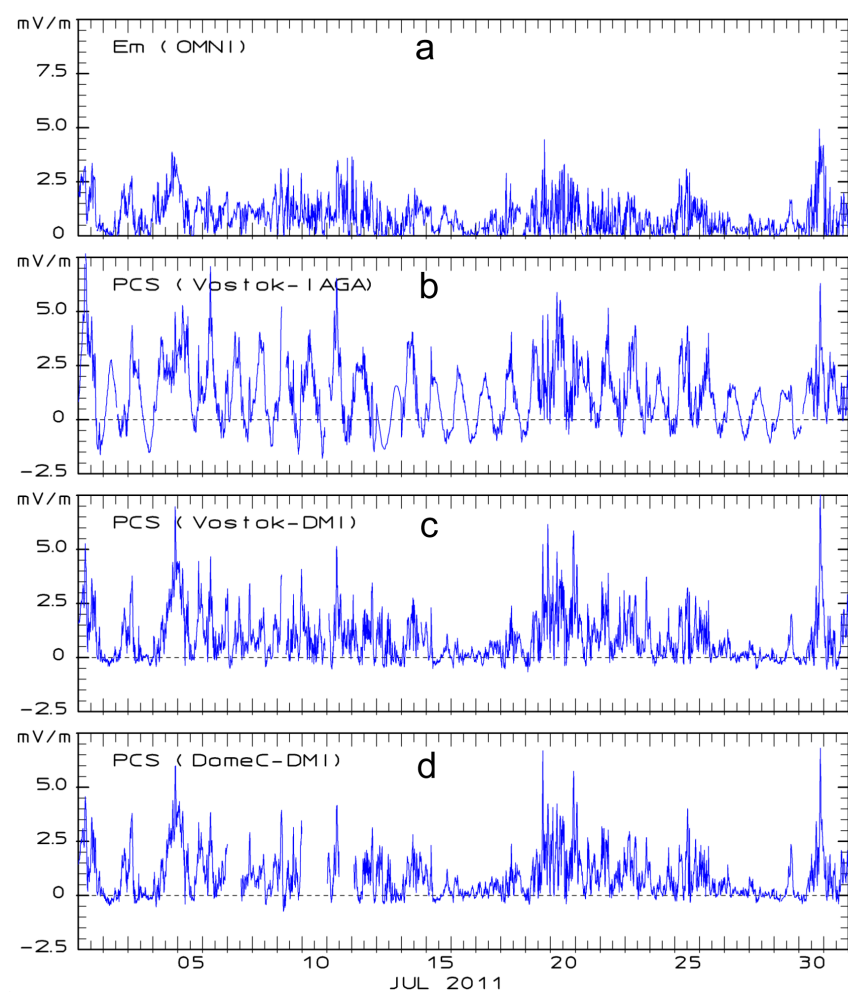 mV/m
Em (OMNI) a
7.5
5.0
2.5
0
mV/m
PCS (Vostok-IAGA) b
5.0
2.5
0
-2.5
mV/m
PCS (Vostok-DMI) c
5.0
2.5
0
-2.5
mV/m
PCS (DomeC-DMI) d
5.0
2.5
0
-2.5
05 10 15 20 25 30
JUL 2011